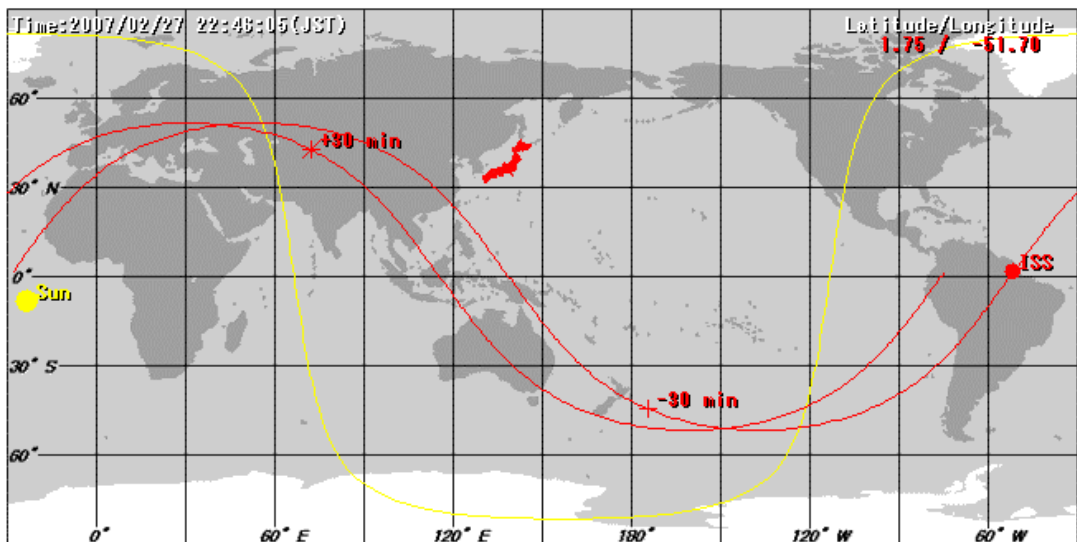 Time:2007/02/27 22:46:05(JST)
Latitude/Longitude
1.75 / -51.70
60°
+30 min
30° N
0°
ISS
Sun
30° S
-30 min
60°
0°
60° E
120° E
180°
120° W
60° W